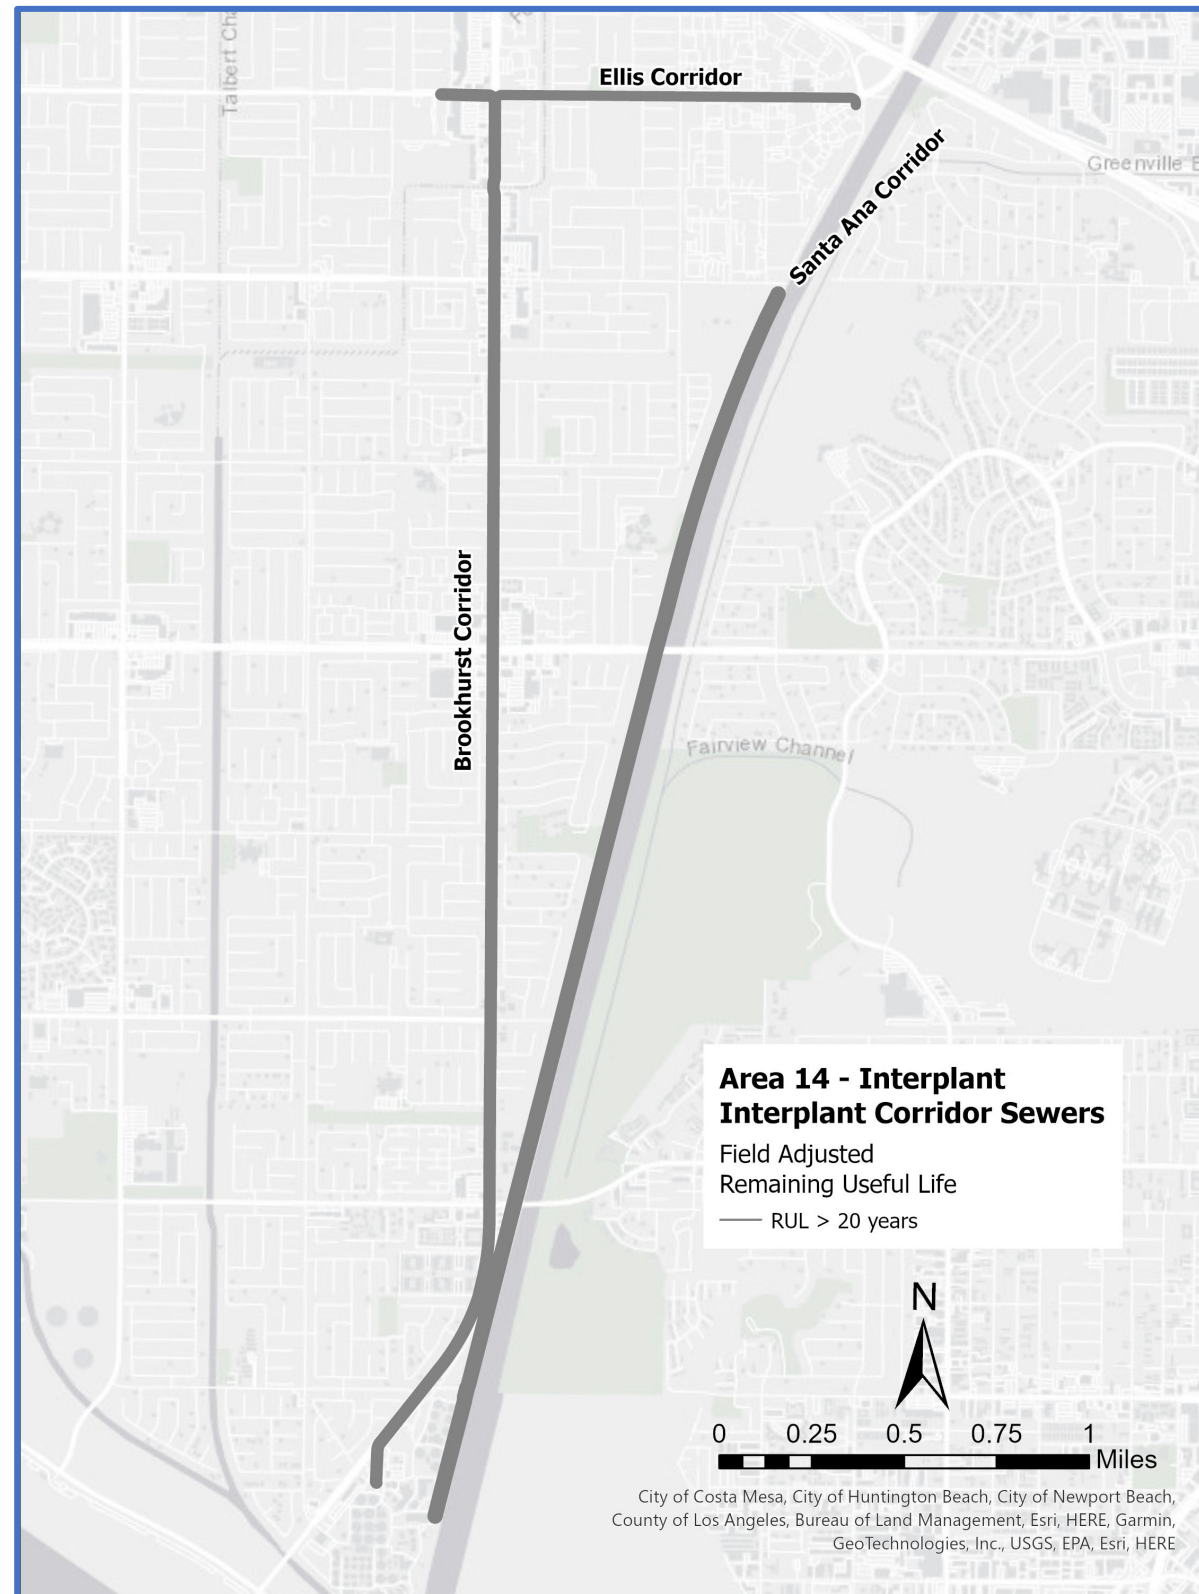 Talbert Cha
Ellis Corridor
Greenville B
Santa Ana Corridor
Brookhurst Corridor
Fairview Channel
Area 14 - Interplant
Interplant Corridor Sewers
Field Adjusted
Remaining Useful Life
RUL > 20 years
N
0 0.25 0.5 0.75 1
Miles
City of Costa Mesa, City of Huntington Beach, City of Newport Beach,
County of Los Angeles, Bureau of Land Management, Esri, HERE, Garmin,
GeoTechnologies, Inc., USGS, EPA, Esri, HERE